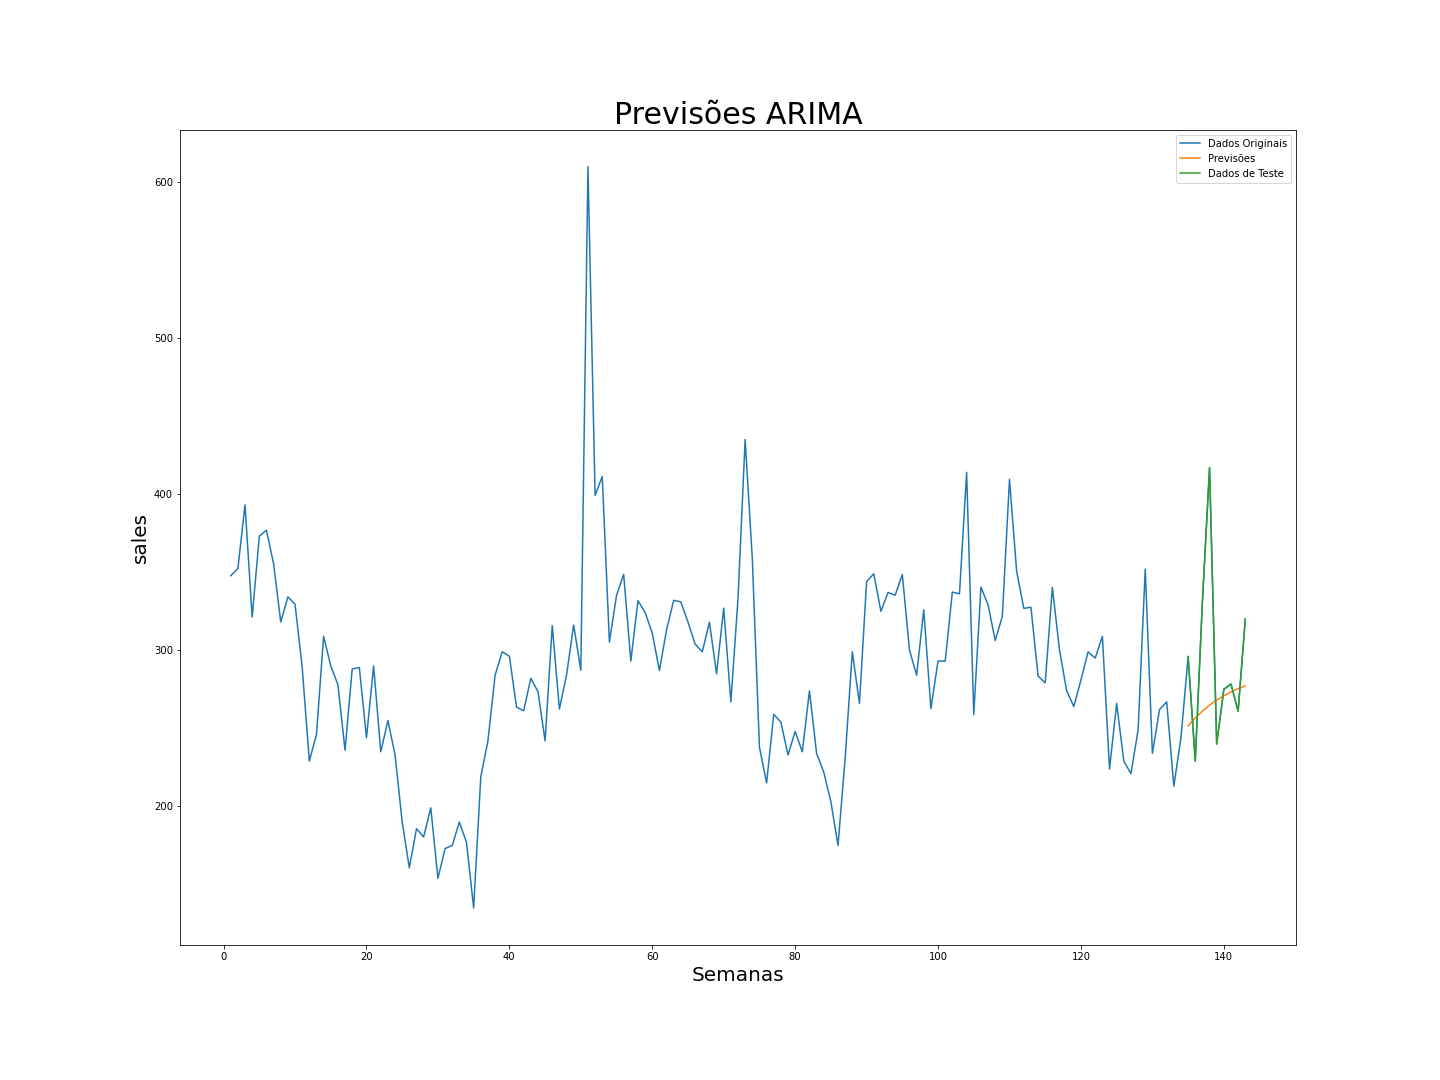 Previsões ARIMA
Dados Originais
Previsões
Dados de Teste
600
500
400
300
200
sales
0 20 40 60 80 100 120 140
Semanas